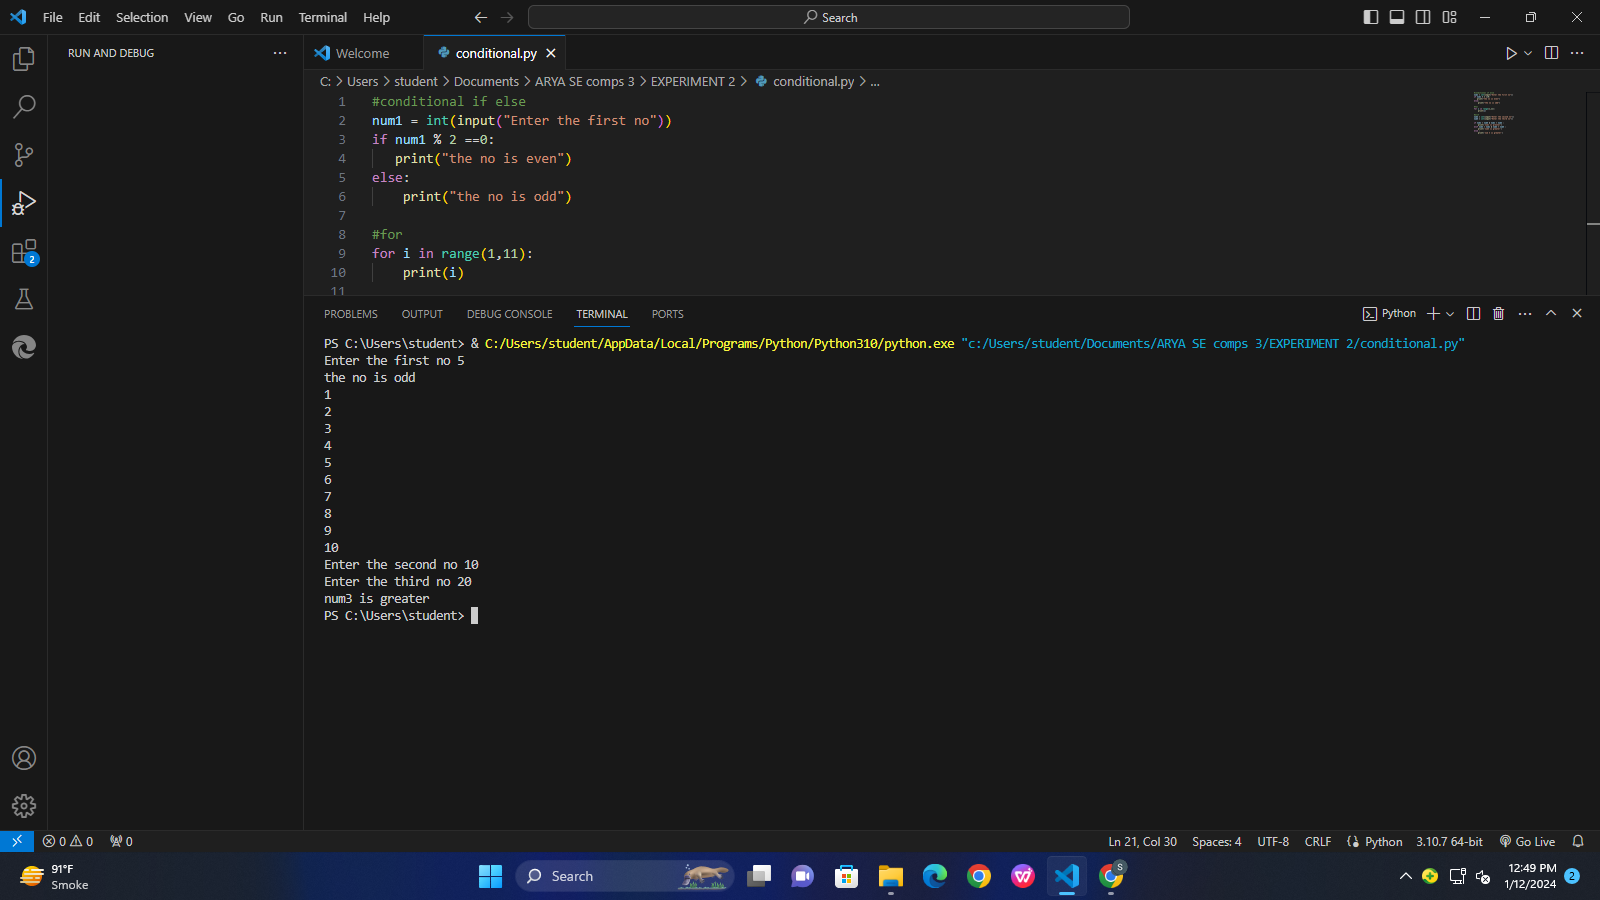 File Edit Selection View Go Run Terminal Help
Search
RUN AND DEBUG
Welcome
conditional.py
C: > Users > student > Documents > ARYA SE comps 3 > EXPERIMENT 2 > conditional.py > ...
1 #conditional if else
2 num1 = int(input("Enter the first no"))
3 if num1 % 2 ==0:
4 print("the no is even")
5 else:
6 print("the no is odd")
7
8 #for
9 for i in range(1,11):
10 print(i)
11
2
PROBLEMS OUTPUT DEBUG CONSOLE TERMINAL PORTS
Python
PS C:\Users\student> & C:/Users/student/AppData/Local/Programs/Python/Python310/python.exe "c:/Users/student/Documents/ARYA SE comps 3/EXPERIMENT 2/conditional.py"
Enter the first no 5
the no is odd
1
2
3
4
5
6
7
8
9
10
Enter the second no 10
Enter the third no 20
num3 is greater
PS C:\Users\student>
0 0 0
Ln 21, Col 30 Spaces: 4 UTF-8 CRLF Python 3.10.7 64-bit Go Live
91°F
Smoke
Search
S
12:49 PM
1/12/2024
2